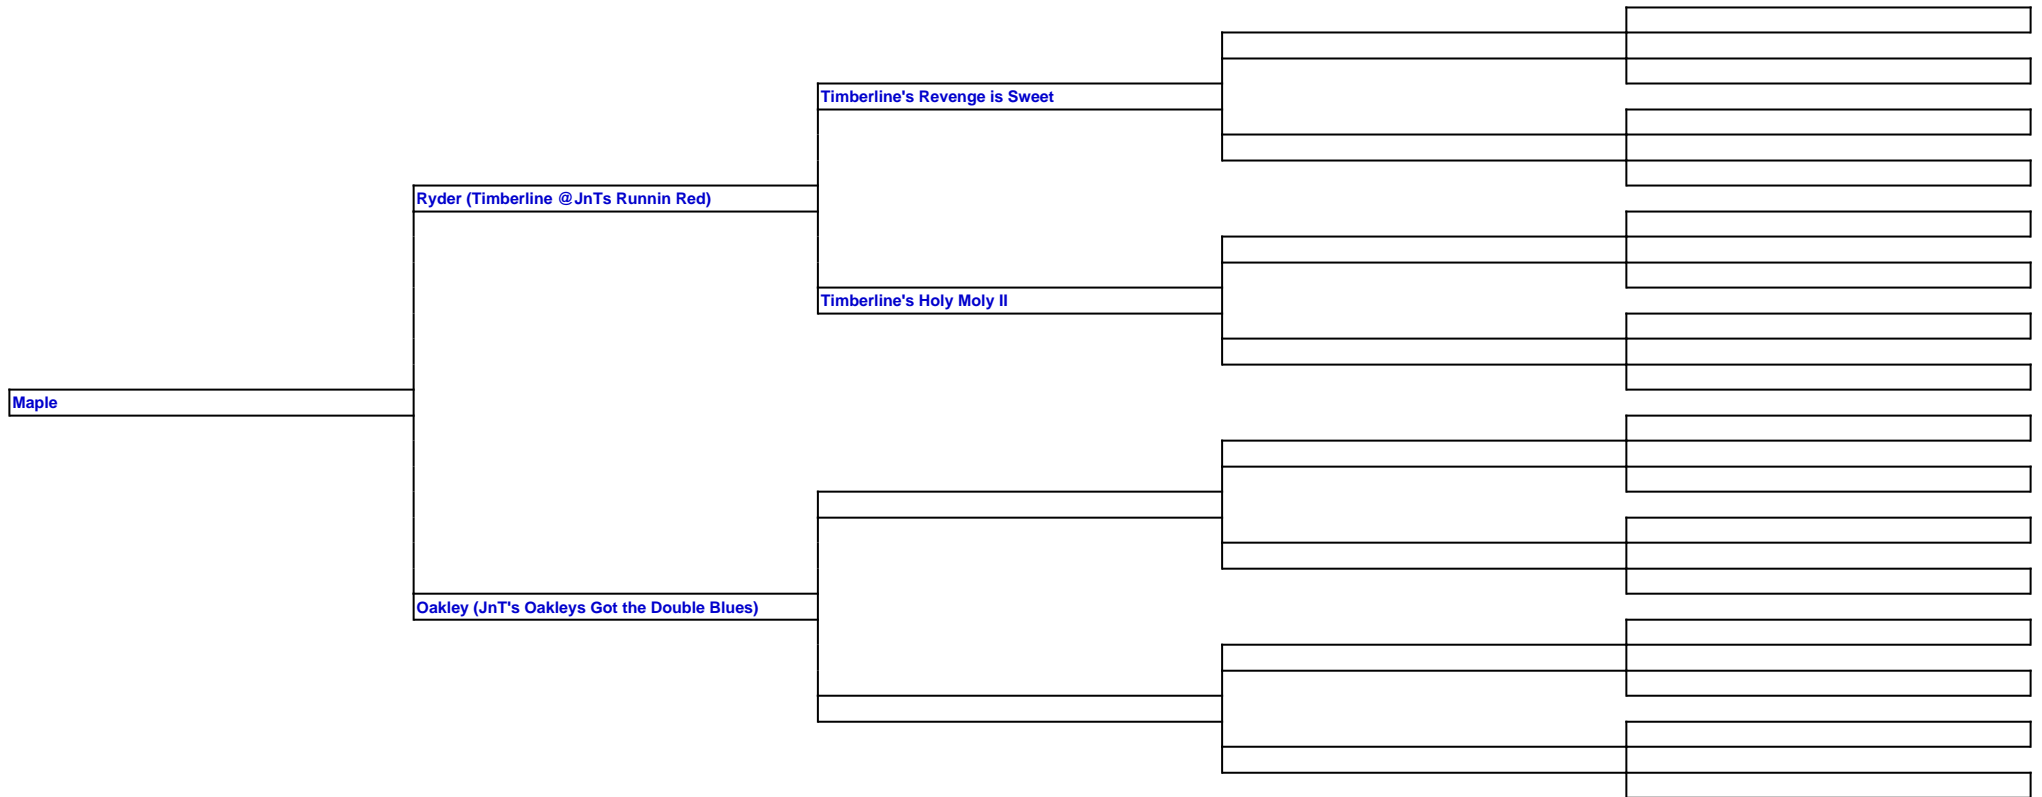 Timberline's Revenge is Sweet
Ryder (Timberline @JnTs Runnin Red)
Timberline's Holy Moly II
Maple
Oakley (JnT's Oakleys Got the Double Blues)